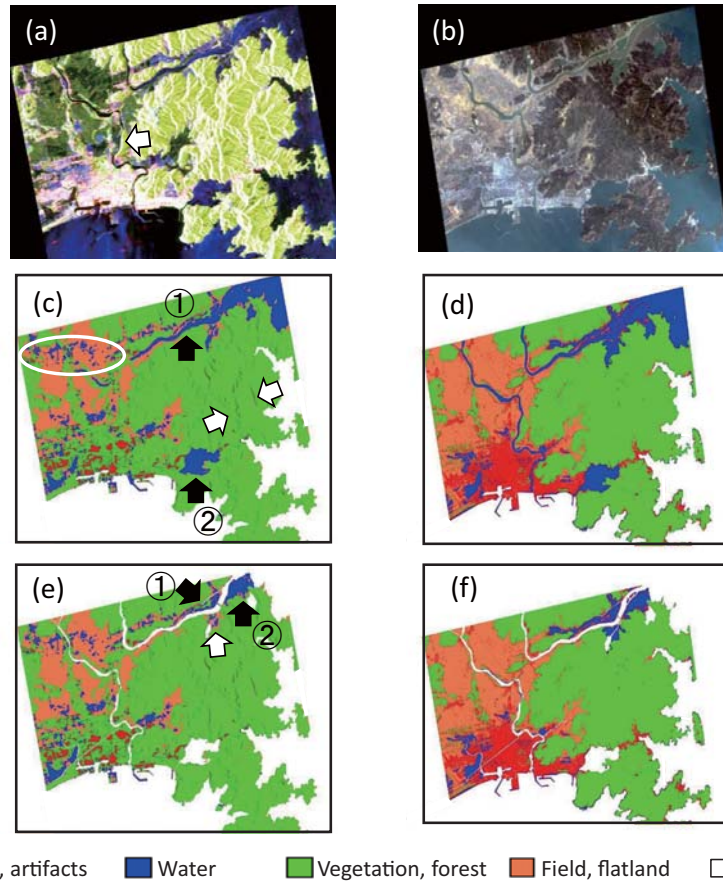 (a)
(b)
(c)
①
②
(d)
(e)
①
②
(f)
, artifacts Water Vegetation, forest Field, flatland